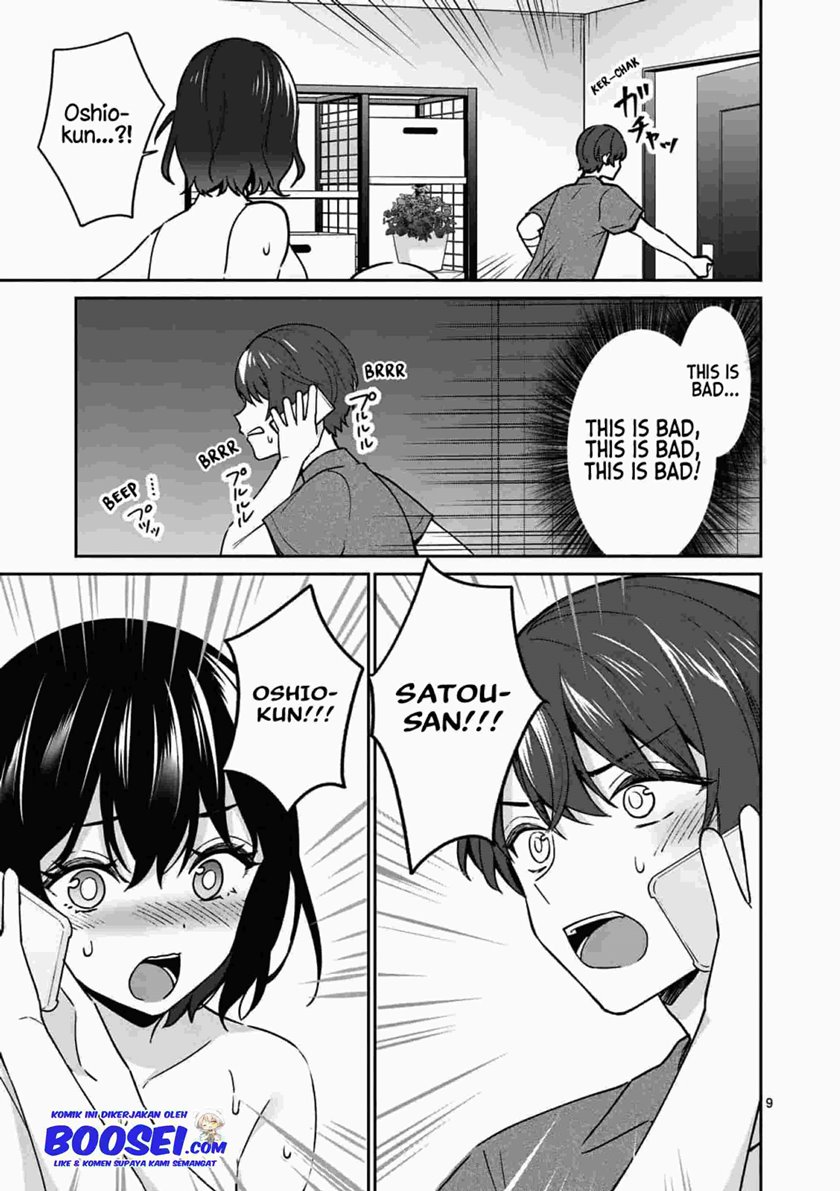 KER-CHAK
ガチャッ
Oshio-
kun...?!
THIS IS
BAD...
THIS IS BAD,
THIS IS BAD,
THIS IS BAD!
BRRR
プルルルル
BRRR
プルルルル
BEEP
....
プツッ
SATOU-
SAN!!!
OSHIO-
KUN!!!
9
KOMIK INI DIKERJAKAN OLEH
BOOSEI.COM
LIKE & KOMEN SUPAYA KAMI SEMANGAT